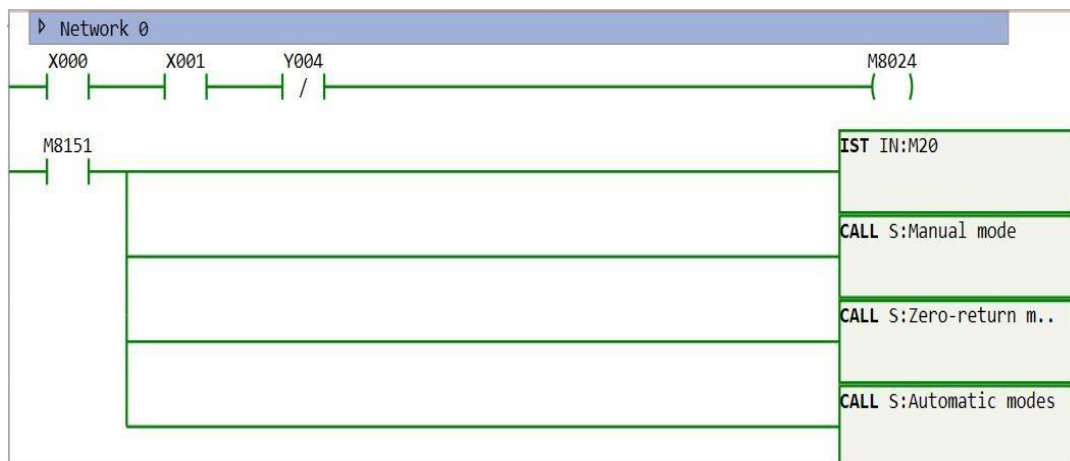 Network 0
X000 X001 Y004 M8024
/
M8151
IST IN:M20
CALL S:Manual mode
CALL S:Zero-return m..
CALL S:Automatic modes